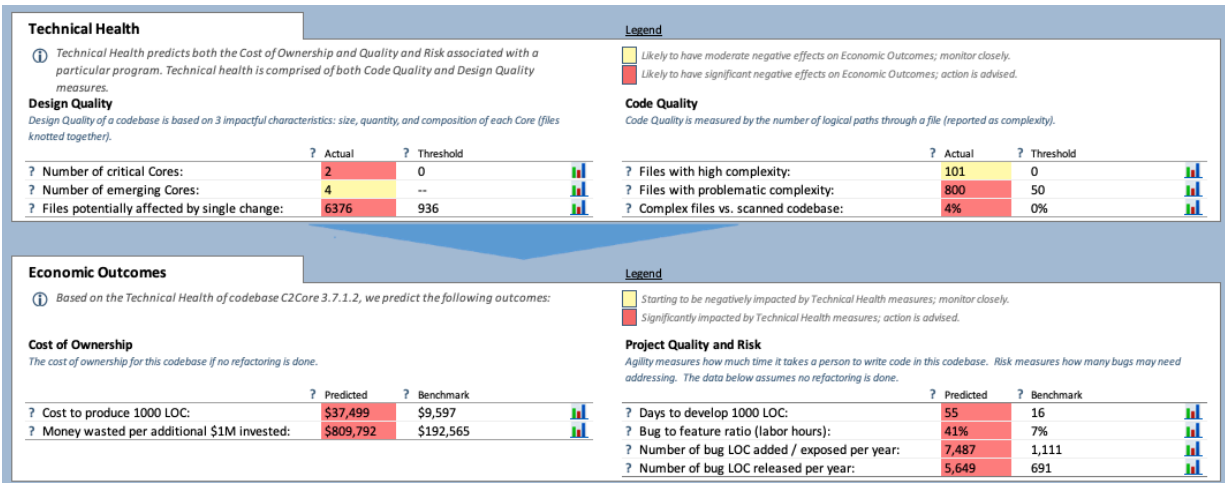 Technical Health
Technical Health predicts both the Cost of Ownership and Quality and Risk associated with a
particular program. Technical health is comprised of both Code Quality and Design Quality
measures.
Legend
Likely to have moderate negative effects on Economic Outcomes; monitor closely.
Likely to have significant negative effects on Economic Outcomes; action is advised.
Design Quality
Design Quality of a codebase is based on 3 impactful characteristics: size, quantity, and composition of each Core (files
knotted together).
? Actual ? Threshold
? Number of critical Cores: 2 0
? Number of emerging Cores: 4 --
? Files potentially affected by single change: 6376 936
Code Quality
Code Quality is measured by the number of logical paths through a file (reported as complexity).
? Actual ? Threshold
? Files with high complexity: 101 0
? Files with problematic complexity: 800 50
? Complex files vs. scanned codebase: 4% 0%
Economic Outcomes
Based on the Technical Health of codebase C2Core 3.7.1.2, we predict the following outcomes:
Legend
Starting to be negatively impacted by Technical Health measures; monitor closely.
Significantly impacted by Technical Health measures; action is advised.
Cost of Ownership
The cost of ownership for this codebase if no refactoring is done.
? Predicted ? Benchmark
? Cost to produce 1000 LOC: $37,499 $9,597
? Money wasted per additional $1M invested: $809,792 $192,565
Project Quality and Risk
Agility measures how much time it takes a person to write code in this codebase. Risk measures how many bugs may need
addressing. The data below assumes no refactoring is done.
? Predicted ? Benchmark
? Days to develop 1000 LOC: 55 16
? Bug to feature ratio (labor hours): 41% 7%
? Number of bug LOC added / exposed per year: 7,487 1,111
? Number of bug LOC released per year: 5,649 691